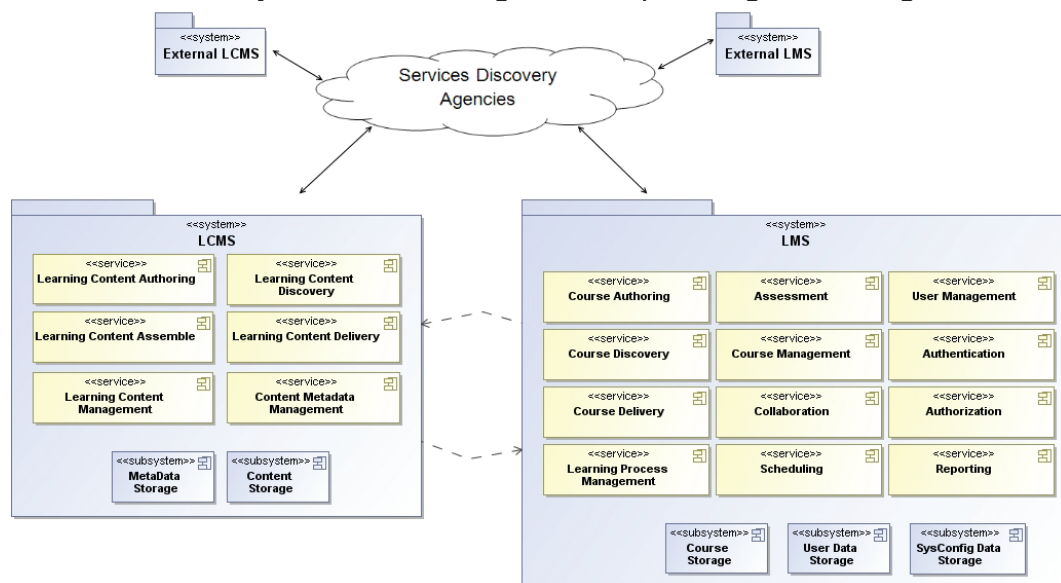 <<system>>
External LCMS
<<system>>
External LMS
Services Discovery
Agencies
<<system>>
LCMS
<<service>>
Learning Content Authoring
<<service>>
Learning Content
Discovery
<<service>>
Learning Content Assemble
<<service>>
Learning Content Delivery
<<service>>
Learning Content
Management
<<service>>
Content Metadata
Management
<<subsystem>>
MetaData
Storage
<<subsystem>>
Content
Storage
<<system>>
LMS
<<service>>
Course Authoring
<<service>>
Assessment
<<service>>
User Management
<<service>>
Course Discovery
<<service>>
Course Management
<<service>>
Authentication
<<service>>
Course Delivery
<<service>>
Collaboration
<<service>>
Authorization
<<service>>
Learning Process
Management
<<service>>
Scheduling
<<service>>
Reporting
<<subsystem>>
Course
Storage
<<subsystem>>
User Data
Storage
<<subsystem>>
SysConfig Data
Storage